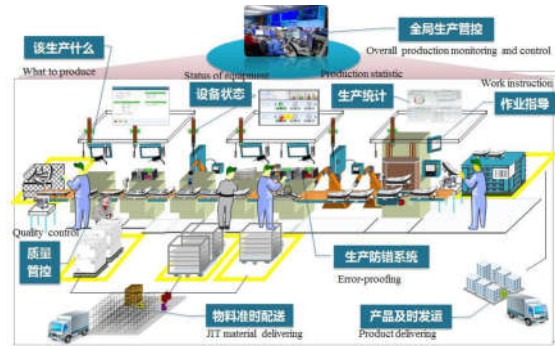 全局生产管控
Overall production monitoring and control
该生产什么
What to produce
Status of equipment
设备状态
Production statistic
生产统计
Work instruction
作业指导
Quality control
质量
管控
生产防错系统
Error-proofing
物料准时配送
JIT material delivering
产品及时发运
Product delivering